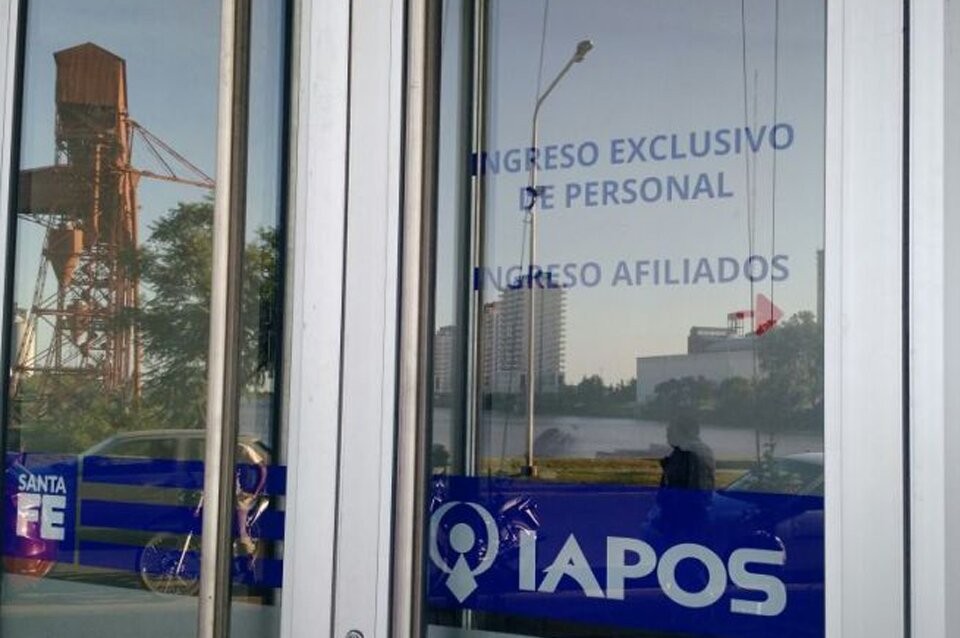 INGRESO EXCLUSIVO
DE PERSONAL
INGRESO AFILIADOS
SANTA
FE
IAPOS